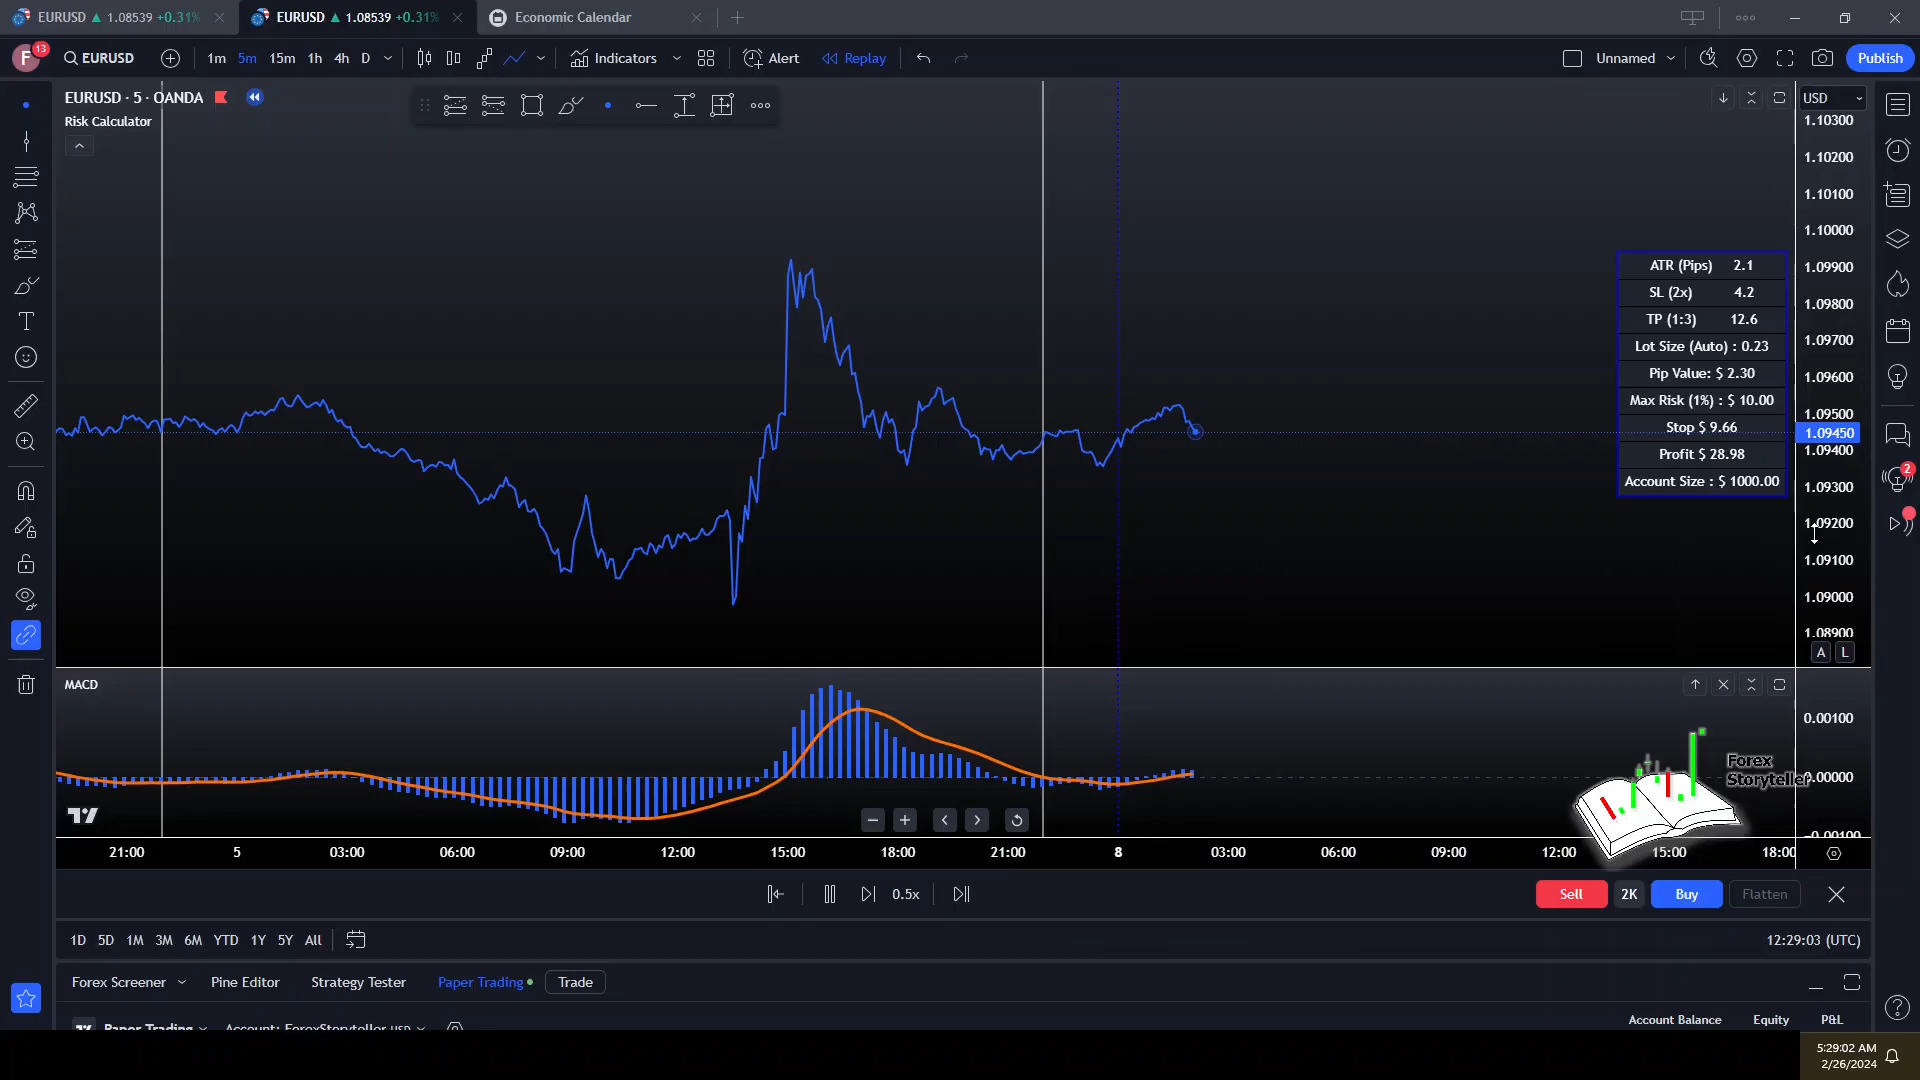 EURUSD ▲ 1.08539 +0.31%
EURUSD ▲ 1.08539 +0.31%
Economic Calendar
F
13
EURUSD
1m 5m 15m 1h 4h D
Indicators
Alert
Replay
Unnamed
Publish
EURUSD · 5 · OANDA
Risk Calculator
USD
1.10300
1.10200
1.10100
1.10000
1.09900
1.09800
1.09700
1.09600
1.09500
1.09450
1.09400
1.09300
1.09200
1.09100
1.09000
1.08900
A L
ATR (Pips) 2.1
SL (2x) 4.2
TP (1:3) 12.6
Lot Size (Auto) : 0.23
Pip Value: $ 2.30
Max Risk (1%) : $ 10.00
Stop $ 9.66
Profit $ 28.98
Account Size : $ 1000.00
2
T
MACD
0.00100
0.00000
-0.00100
Forex
Storyteller
21:00 5 03:00 06:00 09:00 12:00 15:00 18:00 21:00 8 03:00 06:00 09:00 12:00 15:00 18:00
0.5x
Sell 2K Buy Flatten
1D 5D 1M 3M 6M YTD 1Y 5Y All
12:29:03 (UTC)
Forex Screener Pine Editor Strategy Tester Paper Trading Trade
Paper Trading Account: ForexStoryteller USD
Account Balance Equity P&L
5:29:02 AM
2/26/2024